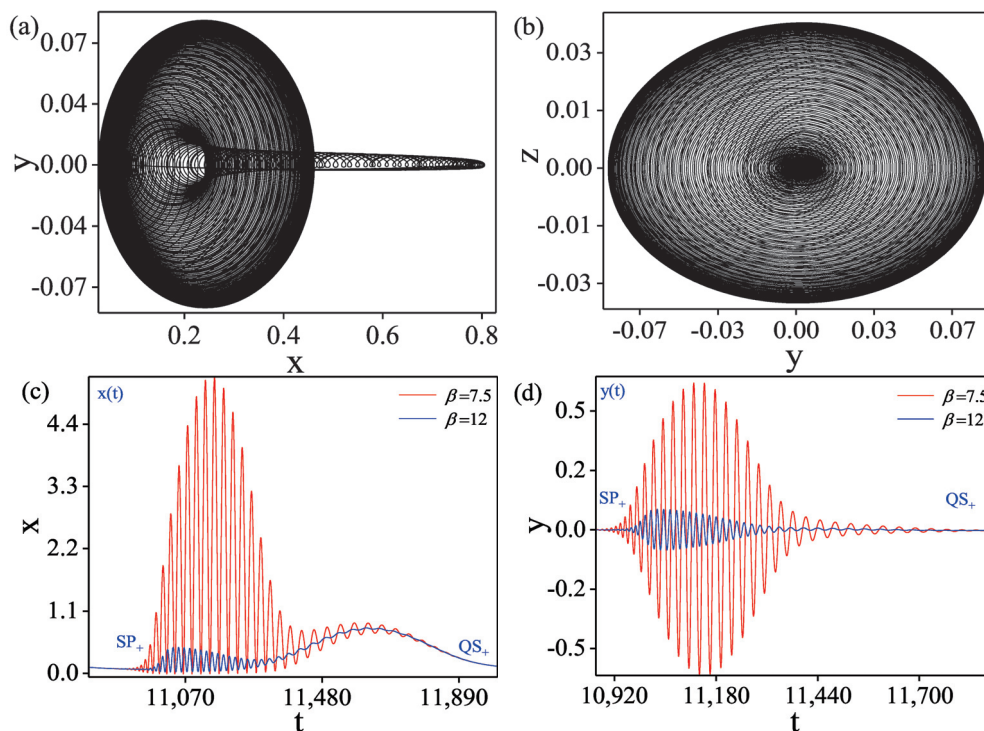 (a)
0.07
0.04
y
0.00
-0.04
-0.07
0.2 0.4 0.6 0.8
x
(b)
0.03
0.01
z
0.00
-0.01
-0.03
-0.07 -0.03 0.00 0.03 0.07
y
(c)
x(t)
β=7.5
β=12
4.4
3.3
x
2.2
1.1
0.0
SP+
QS+
11,070 11,480 11,890
t
(d)
y(t)
β=7.5
β=12
0.5
0.2
y
0.0
-0.2
-0.5
SP+
QS+
10,920 11,180 11,440 11,700
t